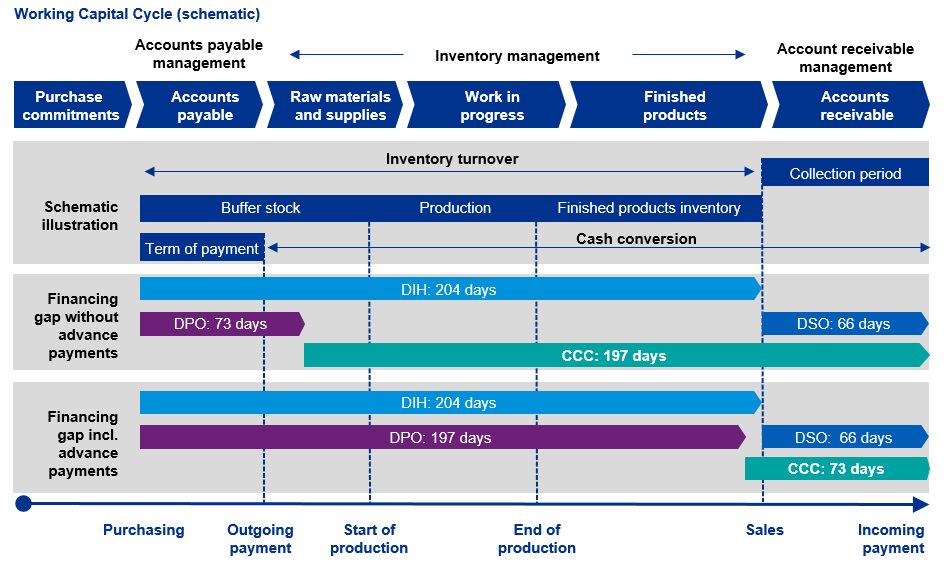 Working Capital Cycle (schematic)
Accounts payable
management
Inventory management
Account receivable
management
Purchase
commitments
Accounts
payable
Raw materials
and supplies
Work in
progress
Finished
products
Accounts
receivable
Inventory turnover
Collection period
Schematic
illustration
Buffer stock
Production
Finished products inventory
Term of payment
Cash conversion
Financing
gap without
advance
payments
DIH: 204 days
DPO: 73 days
DSO: 66 days
CCC: 197 days
Financing
gap incl.
advance
payments
DIH: 204 days
DPO: 197 days
DSO:  66 days
CCC: 73 days
Purchasing
Outgoing
payment
Start of
production
End of
production
Sales
Incoming
payment